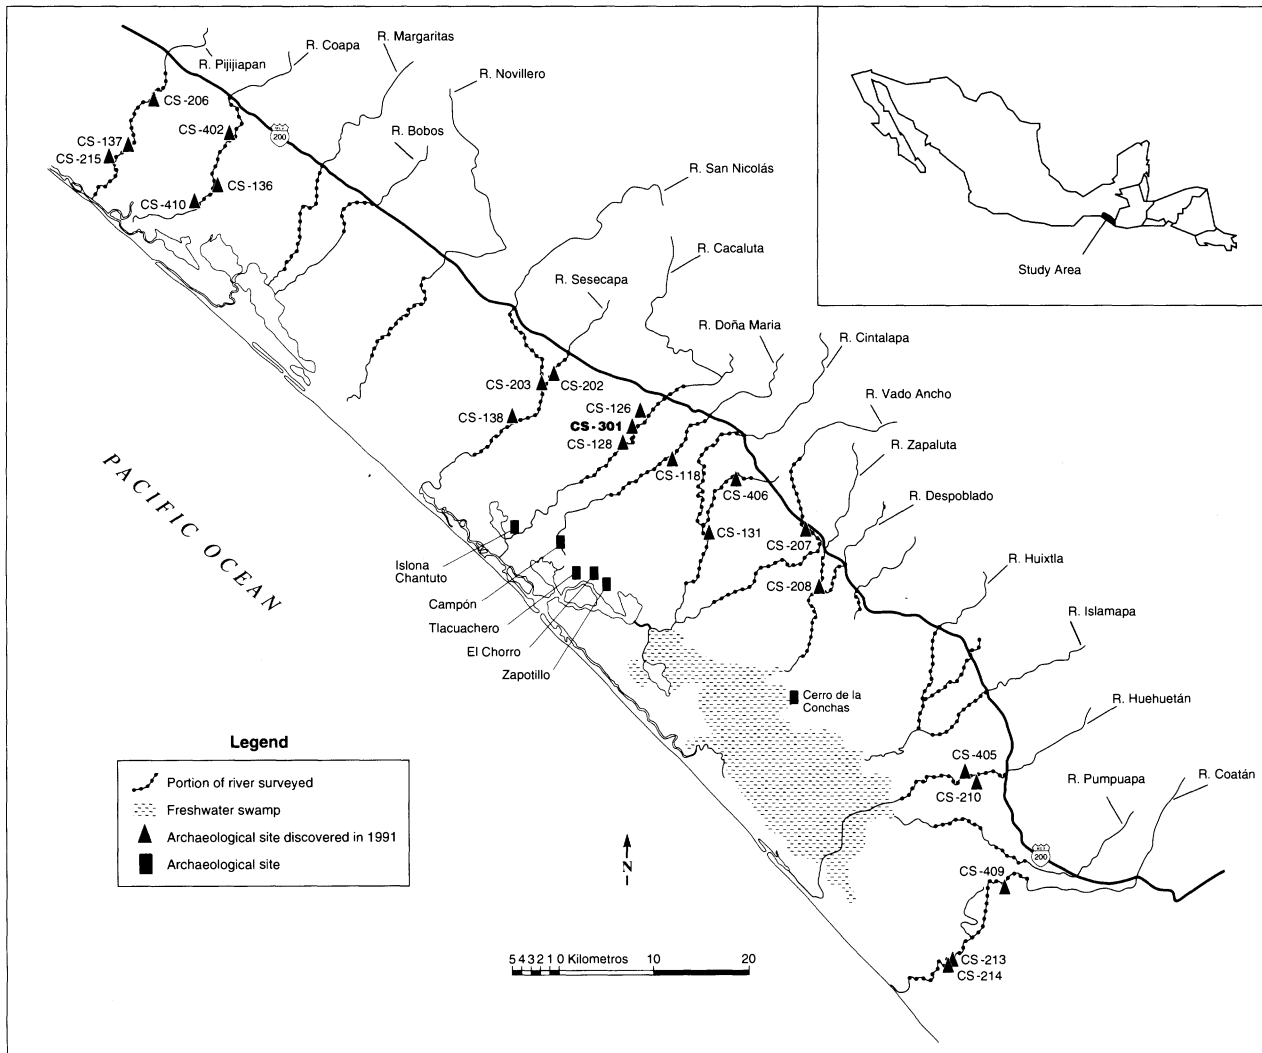 R. Pijijiapan
R. Coapa
R. Margaritas
R. Novillero
R. Bobos
CS-206
CS-402
CS-137
CS-215
CS-136
CS-410
200
R. San Nicolás
R. Cacaluta
R. Sesecapa
R. Doña Maria
R. Cintalapa
R. Vado Ancho
R. Zapaluta
R. Despoblado
R. Huixtla
R. Islamapa
R. Huehuetán
R. Pumpuapa
R. Coatán
Study Area
CS-203
CS-202
CS-138
CS-126
CS-301
CS-128
CS-118
CS-406
CS-131
CS-207
CS-208
PACIFIC OCEAN
Islona
Chantuto
Campón
Tlacuachero
El Chorro
Zapotillo
Cerro de la
Conchas
CS-405
CS-210
200
CS-409
CS-213
CS-214
Legend
Portion of river surveyed
Freshwater swamp
Archaeological site discovered in 1991
Archaeological site
N
5 4 3 2 1 0 Kilometros 10 20